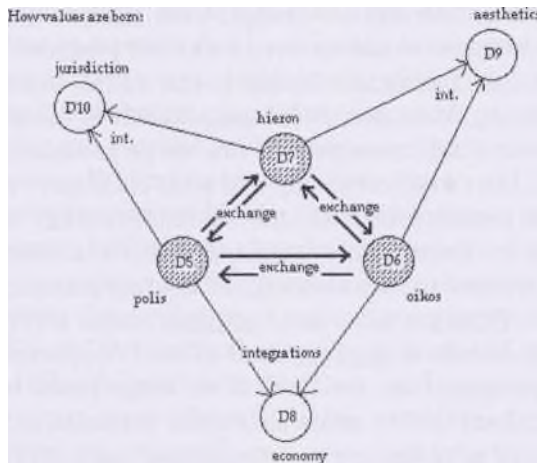 How values are born:
aesthetics
D9
jurisdiction
D10
int.
int.
hieron
D7
exchange
exchange
D5
exchange
D6
polis
oikos
integrations
D8
economy